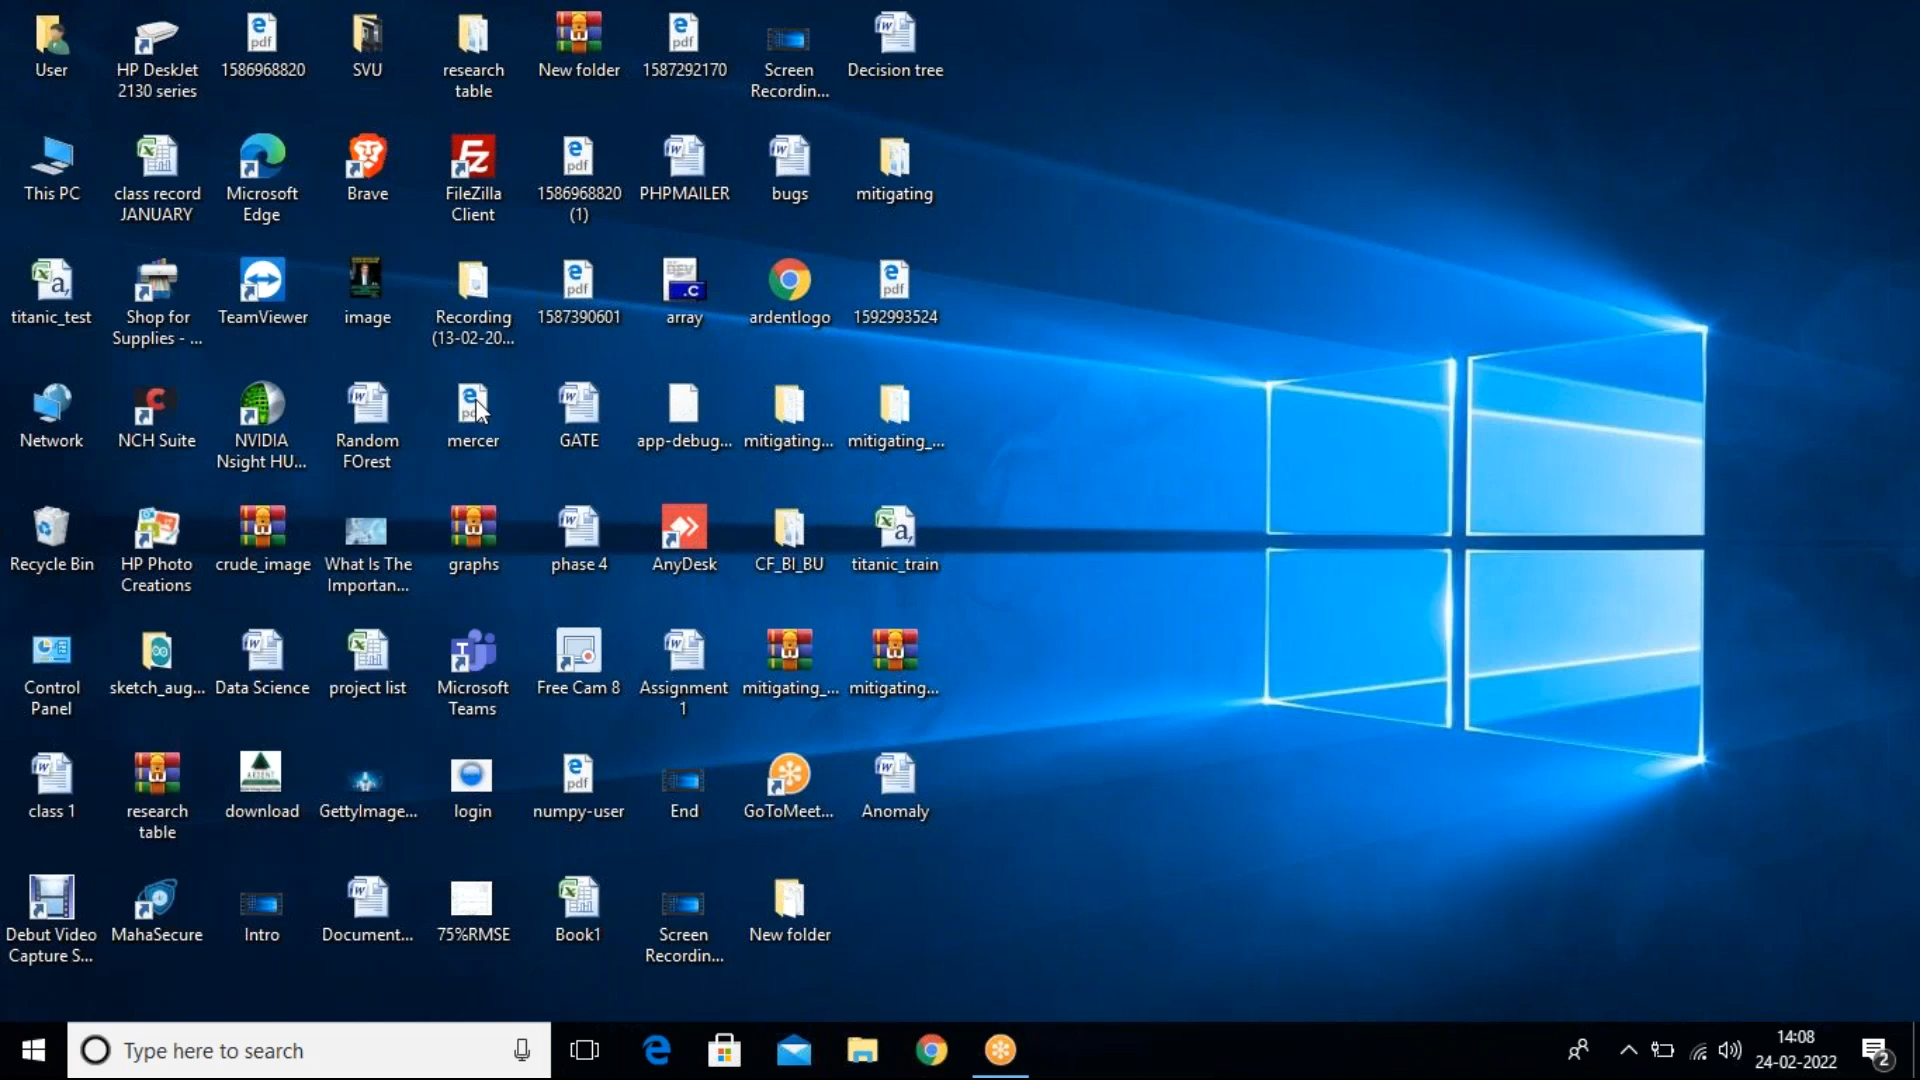 User
HP DeskJet
2130 series
1586968820
SVU
research
table
New folder
1587292170
Screen
Recordin...
Decision tree
This PC
class record
JANUARY
Microsoft
Edge
Brave
FileZilla
Client
1586968820
(1)
PHPMAILER
bugs
mitigating
titanic_test
Shop for
Supplies - ...
TeamViewer
image
Recording
(13-02-20...
1587390601
array
ardentlogo
1592993524
Network
NCH Suite
NVIDIA
Nsight HU...
Random
FOrest
mercer
GATE
app-debug...
mitigating...
mitigating_...
Recycle Bin
HP Photo
Creations
crude_image
What Is The
Importan...
graphs
phase 4
AnyDesk
CF_BI_BU
titanic_train
Control
Panel
sketch_aug...
Data Science
project list
Microsoft
Teams
Free Cam 8
Assignment
1
mitigating_...
mitigating...
class 1
research
table
download
GettyImage...
login
numpy-user
End
GoToMeet...
Anomaly
Debut Video
Capture S...
MahaSecure
Intro
Document...
75%RMSE
Book1
Screen
Recordin...
New folder
Type here to search
14:08
24-02-2022
2